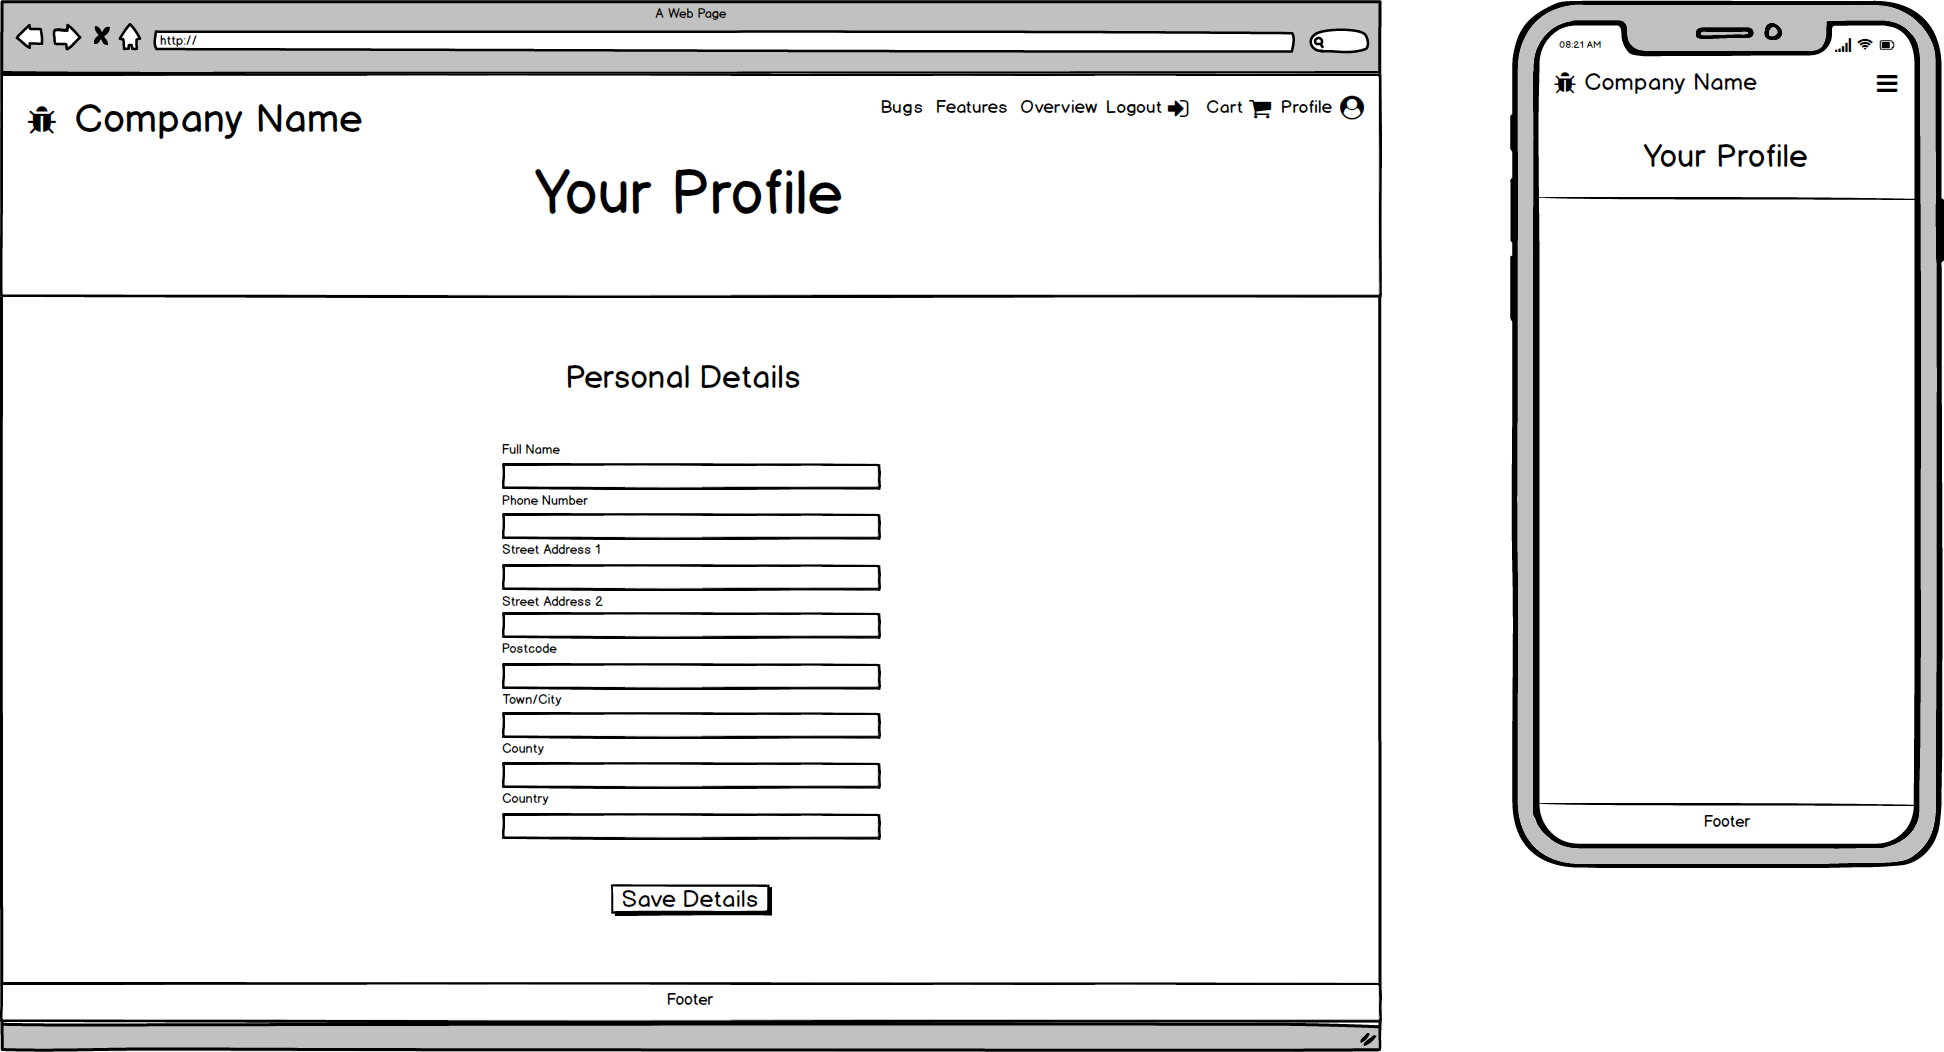 A Web Page
http://
Company Name
Bugs Features Overview Logout Cart Profile
Your Profile
Personal Details
Full Name
Phone Number
Street Address 1
Street Address 2
Postcode
Town/City
County
Country
Save Details
Footer
08:21 AM
Company Name
Your Profile
Footer